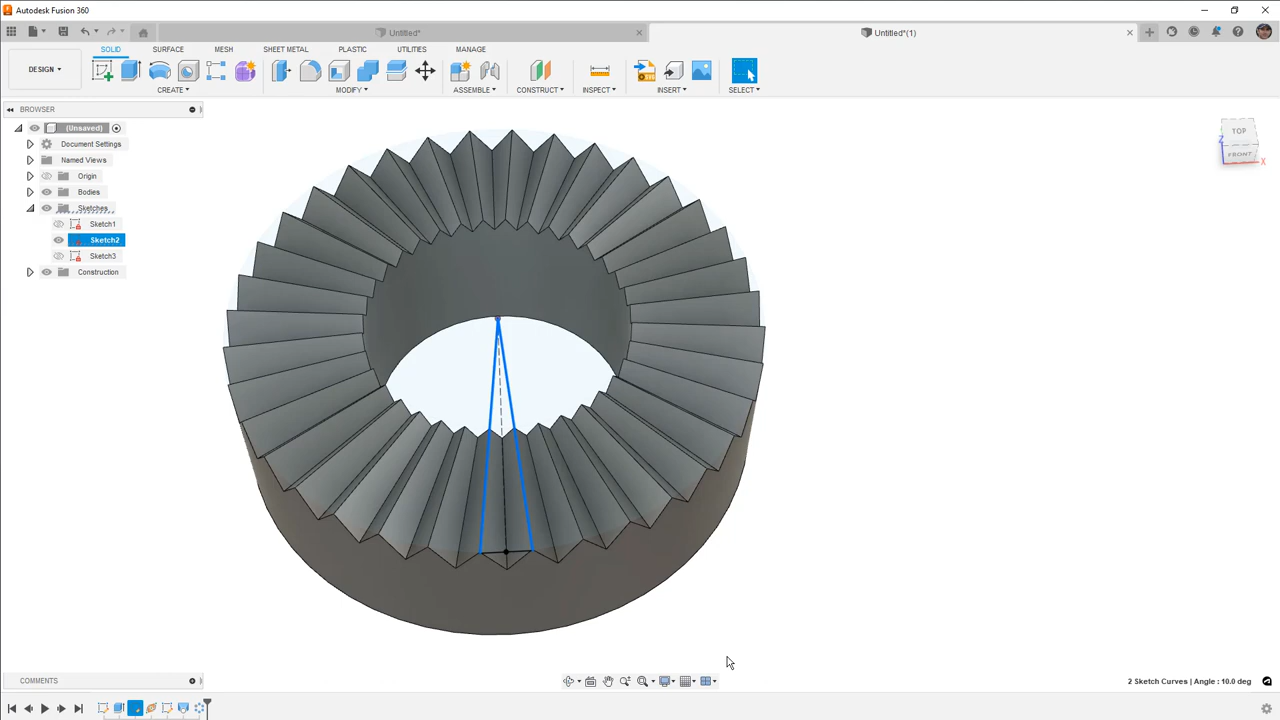 Autodesk Fusion 360
Untitled*
Untitled*(1)
DESIGN
SOLID
SURFACE
MESH
SHEET METAL
PLASTIC
UTILITIES
MANAGE
CREATE
MODIFY
ASSEMBLE
CONSTRUCT
INSPECT
INSERT
SELECT
BROWSER
(Unsaved)
Document Settings
Named Views
Origin
Bodies
Sketches
Sketch1
Sketch2
Sketch3
Construction
TOP
FRONT
Z
X
COMMENTS
2 Sketch Curves | Angle : 10.0 deg